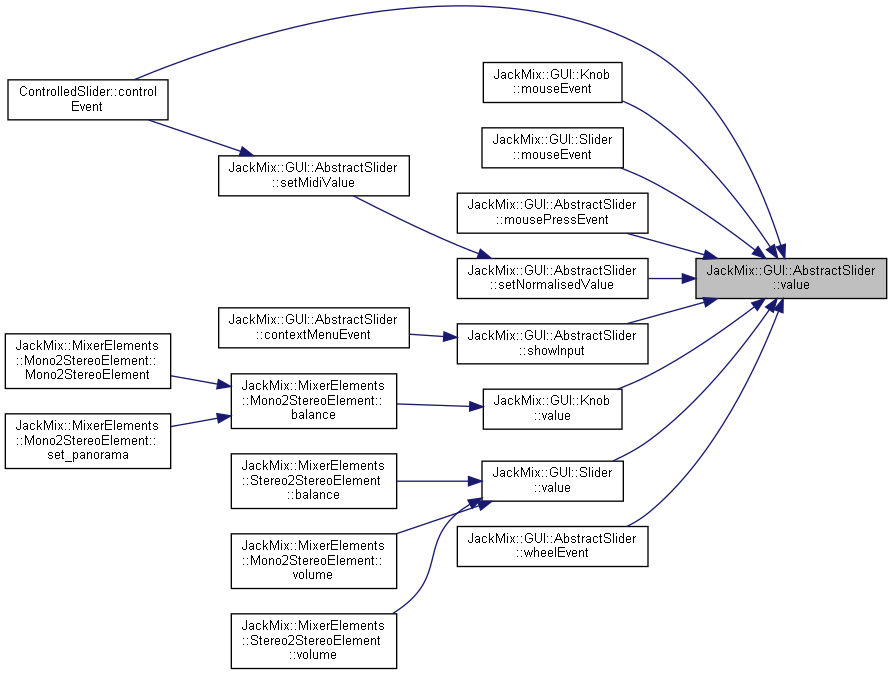 ControlledSlider::control
Event
JackMix::GUI::Knob
::mouseEvent
JackMix::GUI::Slider
::mouseEvent
JackMix::GUI::AbstractSlider
::setMidiValue
JackMix::GUI::AbstractSlider
::mousePressEvent
JackMix::GUI::AbstractSlider
::setNormalisedValue
JackMix::GUI::AbstractSlider
::value
JackMix::GUI::AbstractSlider
::contextMenuEvent
JackMix::GUI::AbstractSlider
::showInput
JackMix::MixerElements
::Mono2StereoElement::
Mono2StereoElement
JackMix::MixerElements
::Mono2StereoElement::
balance
JackMix::GUI::Knob
::value
JackMix::MixerElements
::Mono2StereoElement::
set_panorama
JackMix::MixerElements
::Stereo2StereoElement
::balance
JackMix::GUI::Slider
::value
JackMix::MixerElements
::Mono2StereoElement::
volume
JackMix::GUI::AbstractSlider
::wheelEvent
JackMix::MixerElements
::Stereo2StereoElement
::volume